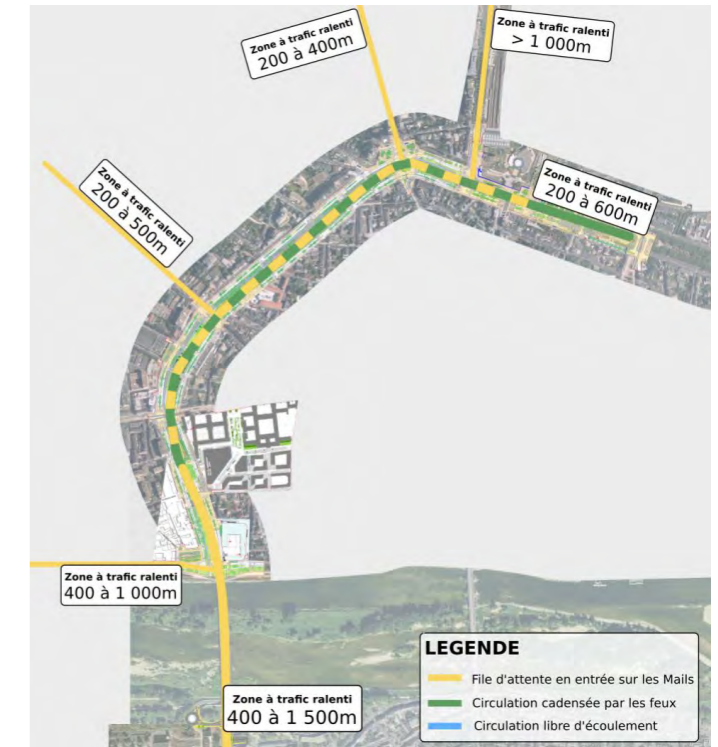 Zone à trafic ralenti
200 à 400m
Zone à trafic ralenti
> 1 000m
Zone à trafic ralenti
200 à 600m
Zone à trafic ralenti
200 à 500m
Zone à trafic ralenti
400 à 1 000m
Zone à trafic ralenti
400 à 1 500m
LEGENDE
File d'attente en entrée sur les Mails
Circulation cadensée par les feux
Circulation libre d'écoulement